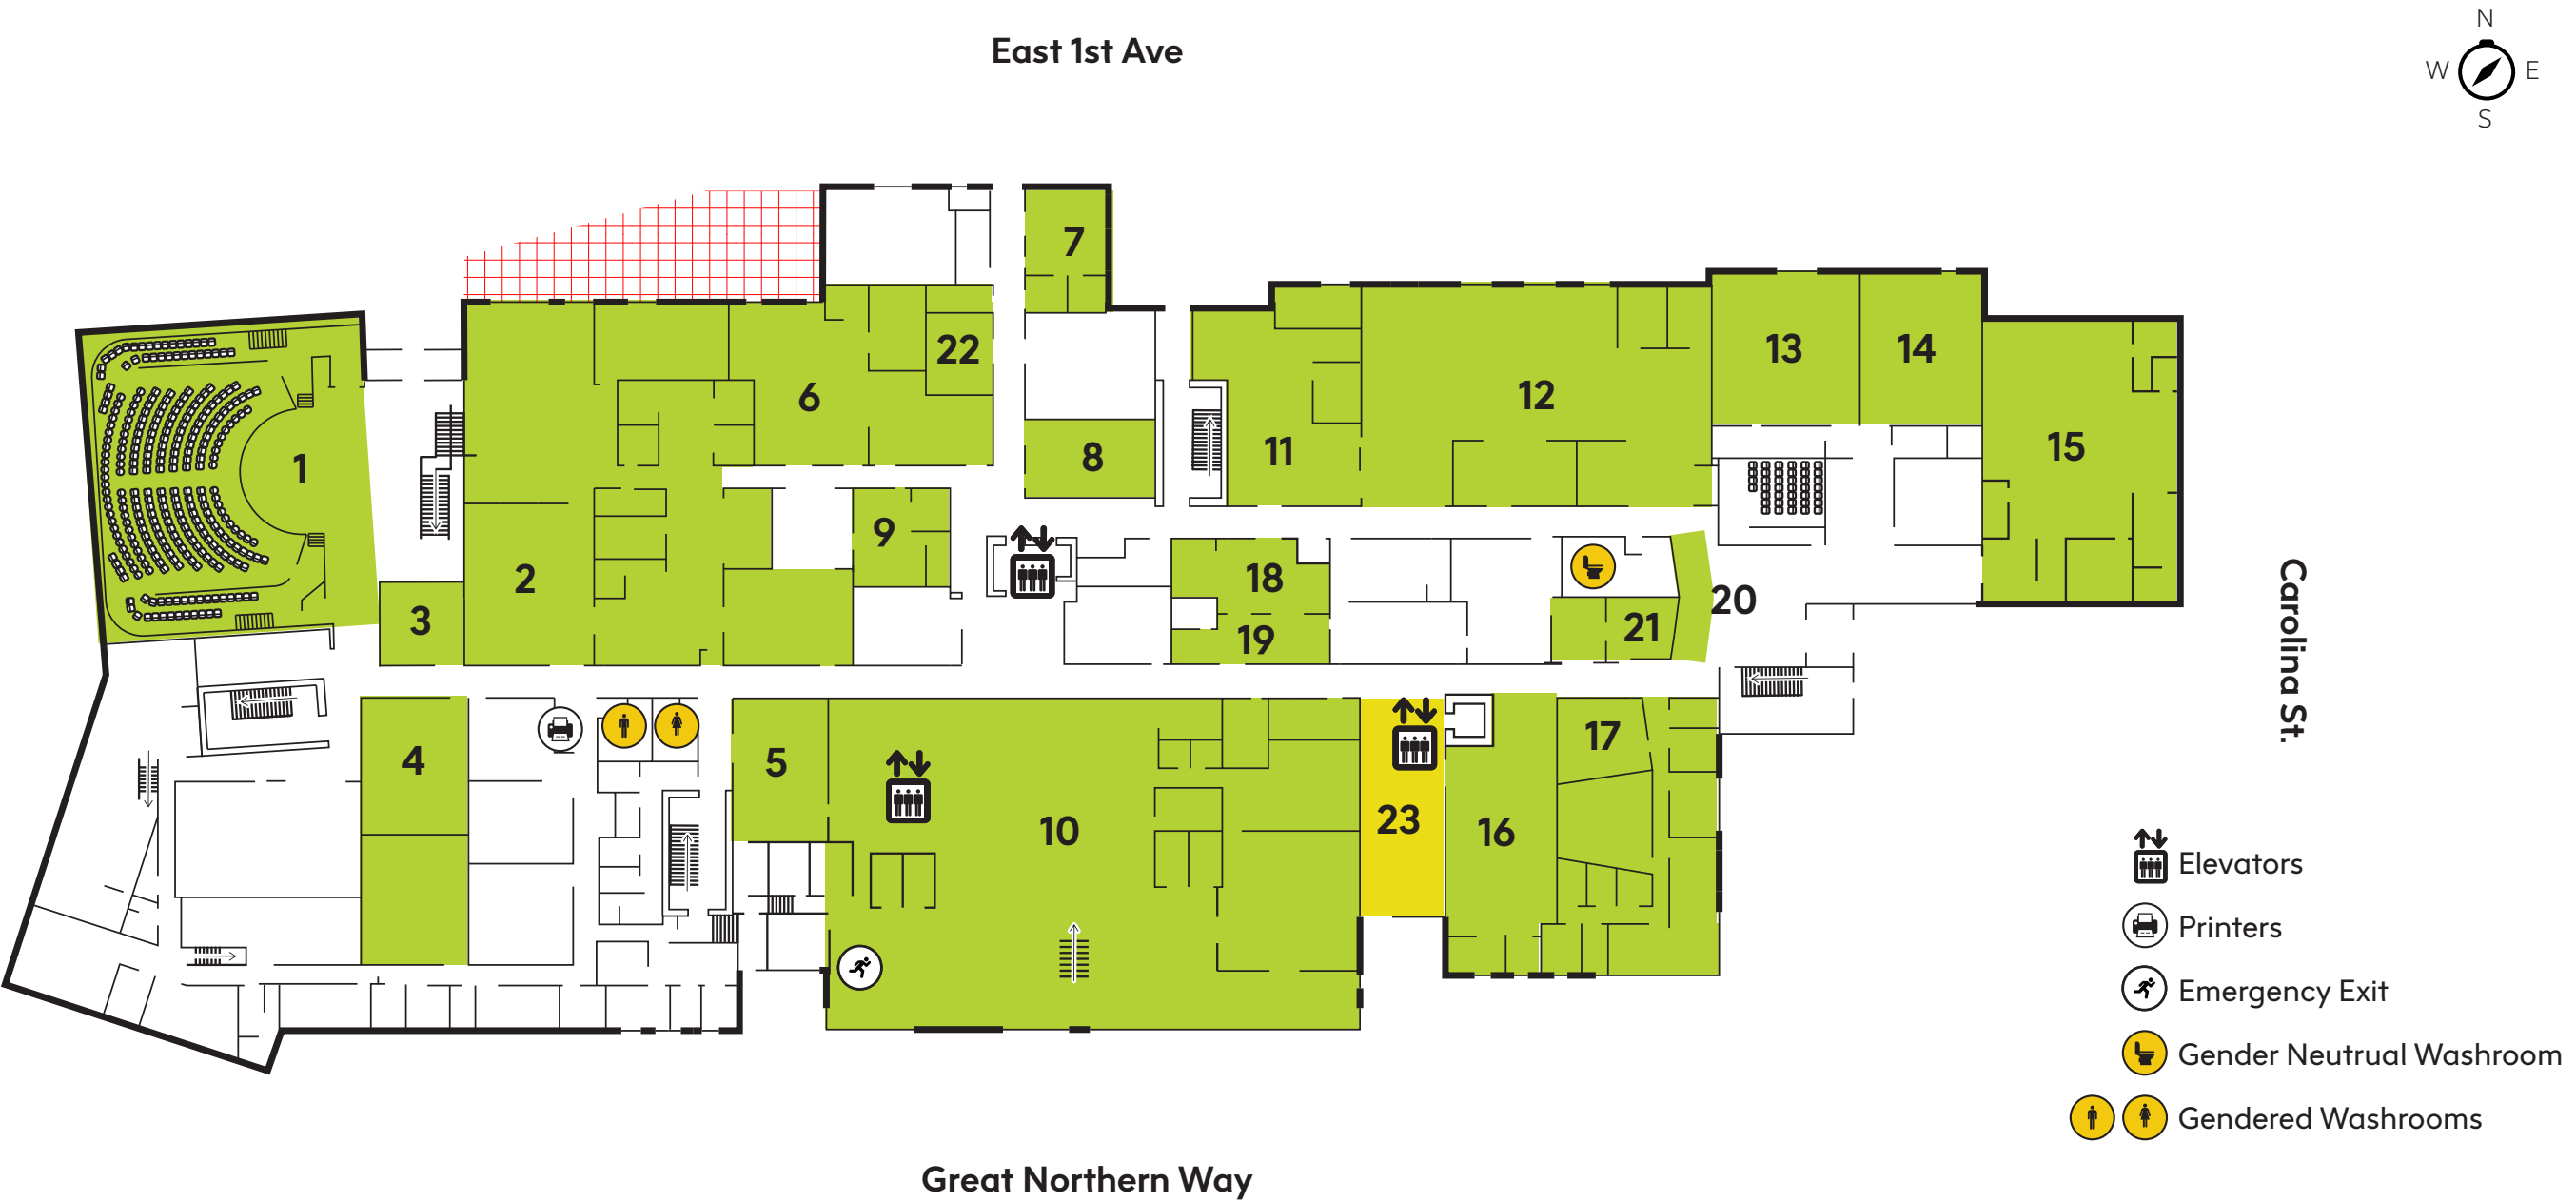 East 1st Ave
N
W E
S
7
22
13
14
6
12
15
8
11
1
9
2
18
20
3
21
19
17
4
5
23
10
16
Carolina St.
Elevators
Printers
Emergency Exit
Gender Neutrual Washroom
Gendered Washrooms
Great Northern Way